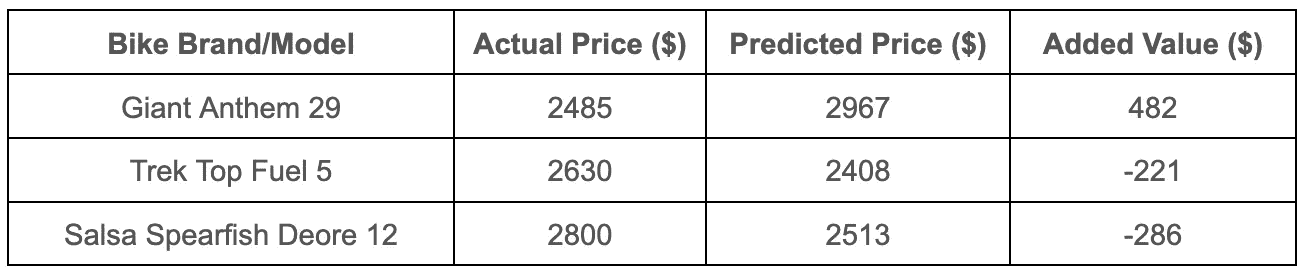 Bike Brand/Model Actual Price ($) Predicted Price ($) Added Value ($)
Giant Anthem 29 2485 2967 482
Trek Top Fuel 5 2630 2408 -221
Salsa Spearfish Deore 12 2800 2513 -286